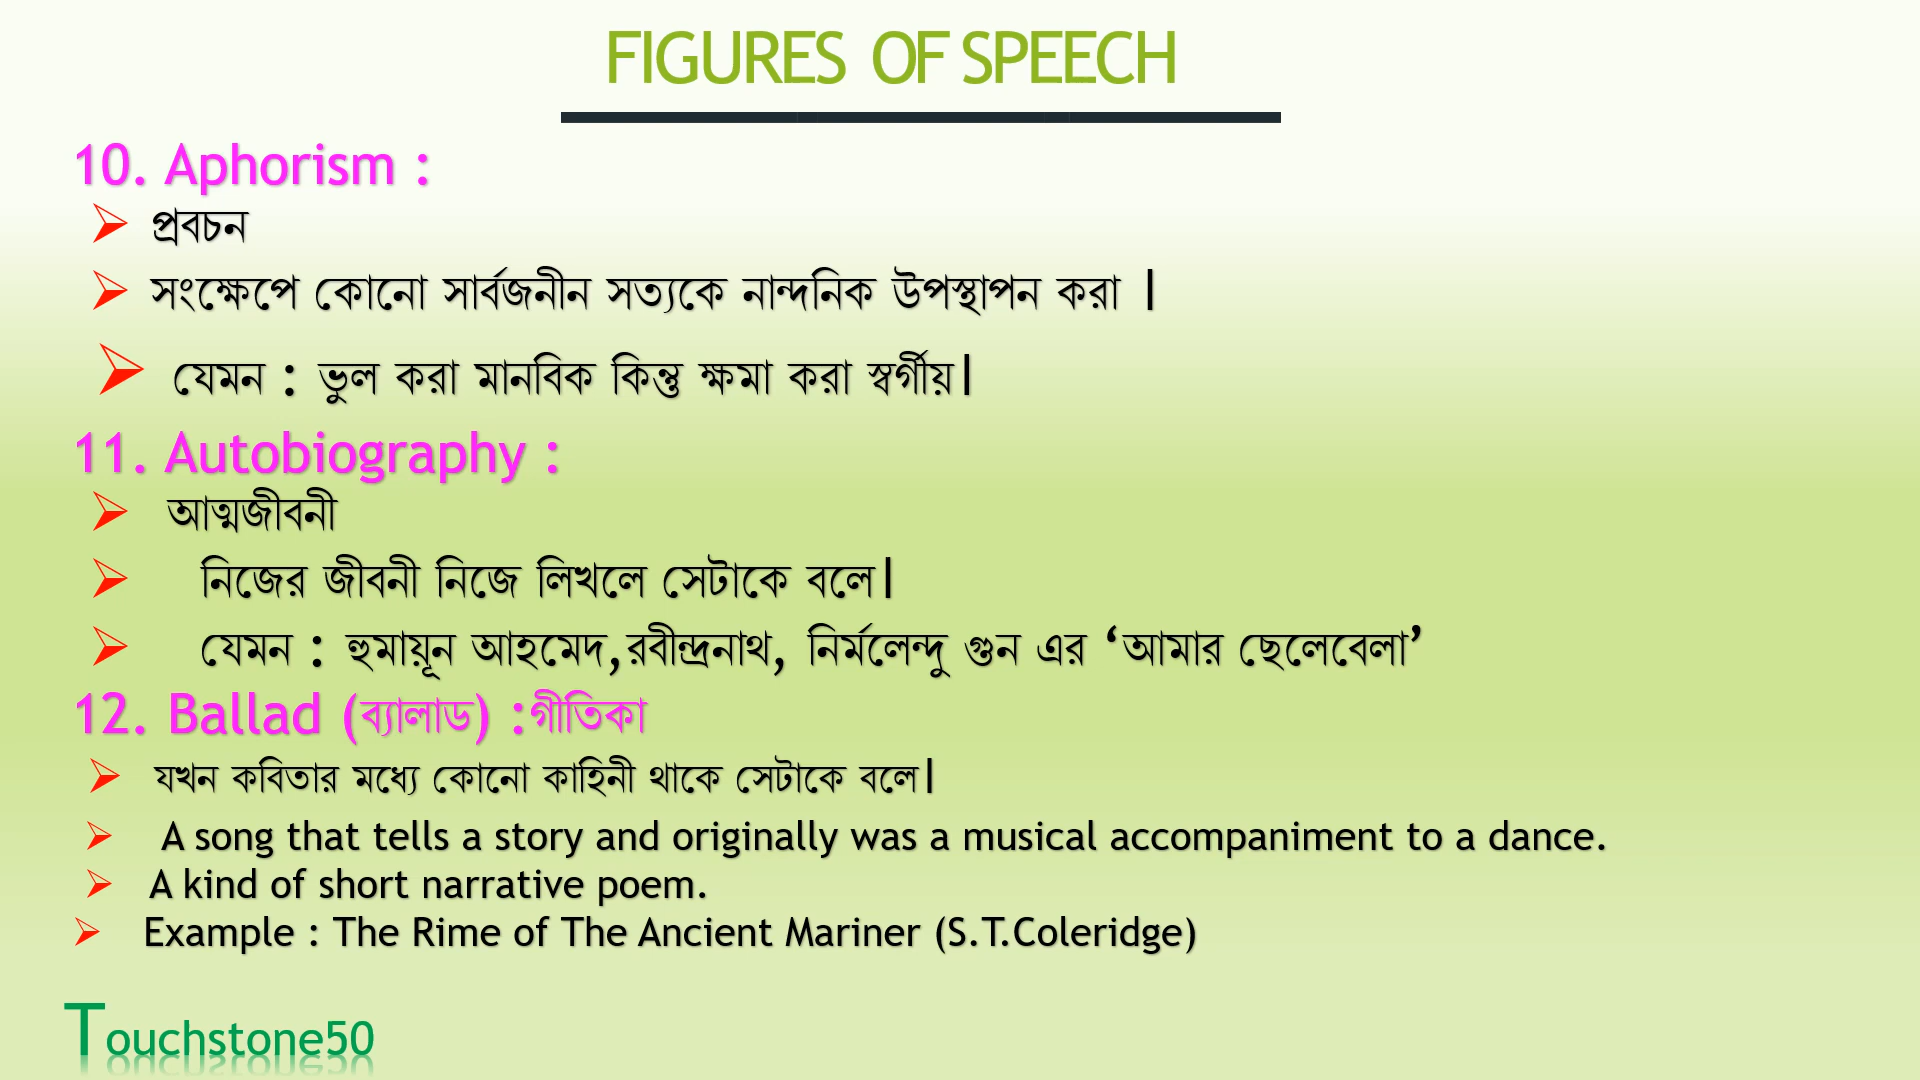 FIGURES OF SPEECH
10. Aphorism :
প্রবচন
সংক্ষেপে কোনো সার্বজনীন সত্যকে নান্দনিক উপস্থাপন করা ।
যেমন : ভুল করা মানবিক কিন্তু ক্ষমা করা স্বর্গীয়।
11. Autobiography :
আত্মজীবনী
নিজের জীবনী নিজে লিখলে সেটাকে বলে।
যেমন : হুমায়ূন আহমেদ,রবীন্দ্রনাথ, নির্মলেন্দু গুন এর ‘আমার ছেলেবেলা’
12. Ballad (ব্যালাড) :গীতিকা
যখন কবিতার মধ্যে কোনো কাহিনী থাকে সেটাকে বলে।
A song that tells a story and originally was a musical accompaniment to a dance.
A kind of short narrative poem.
Example : The Rime of The Ancient Mariner (S.T.Coleridge)
Touchstone50